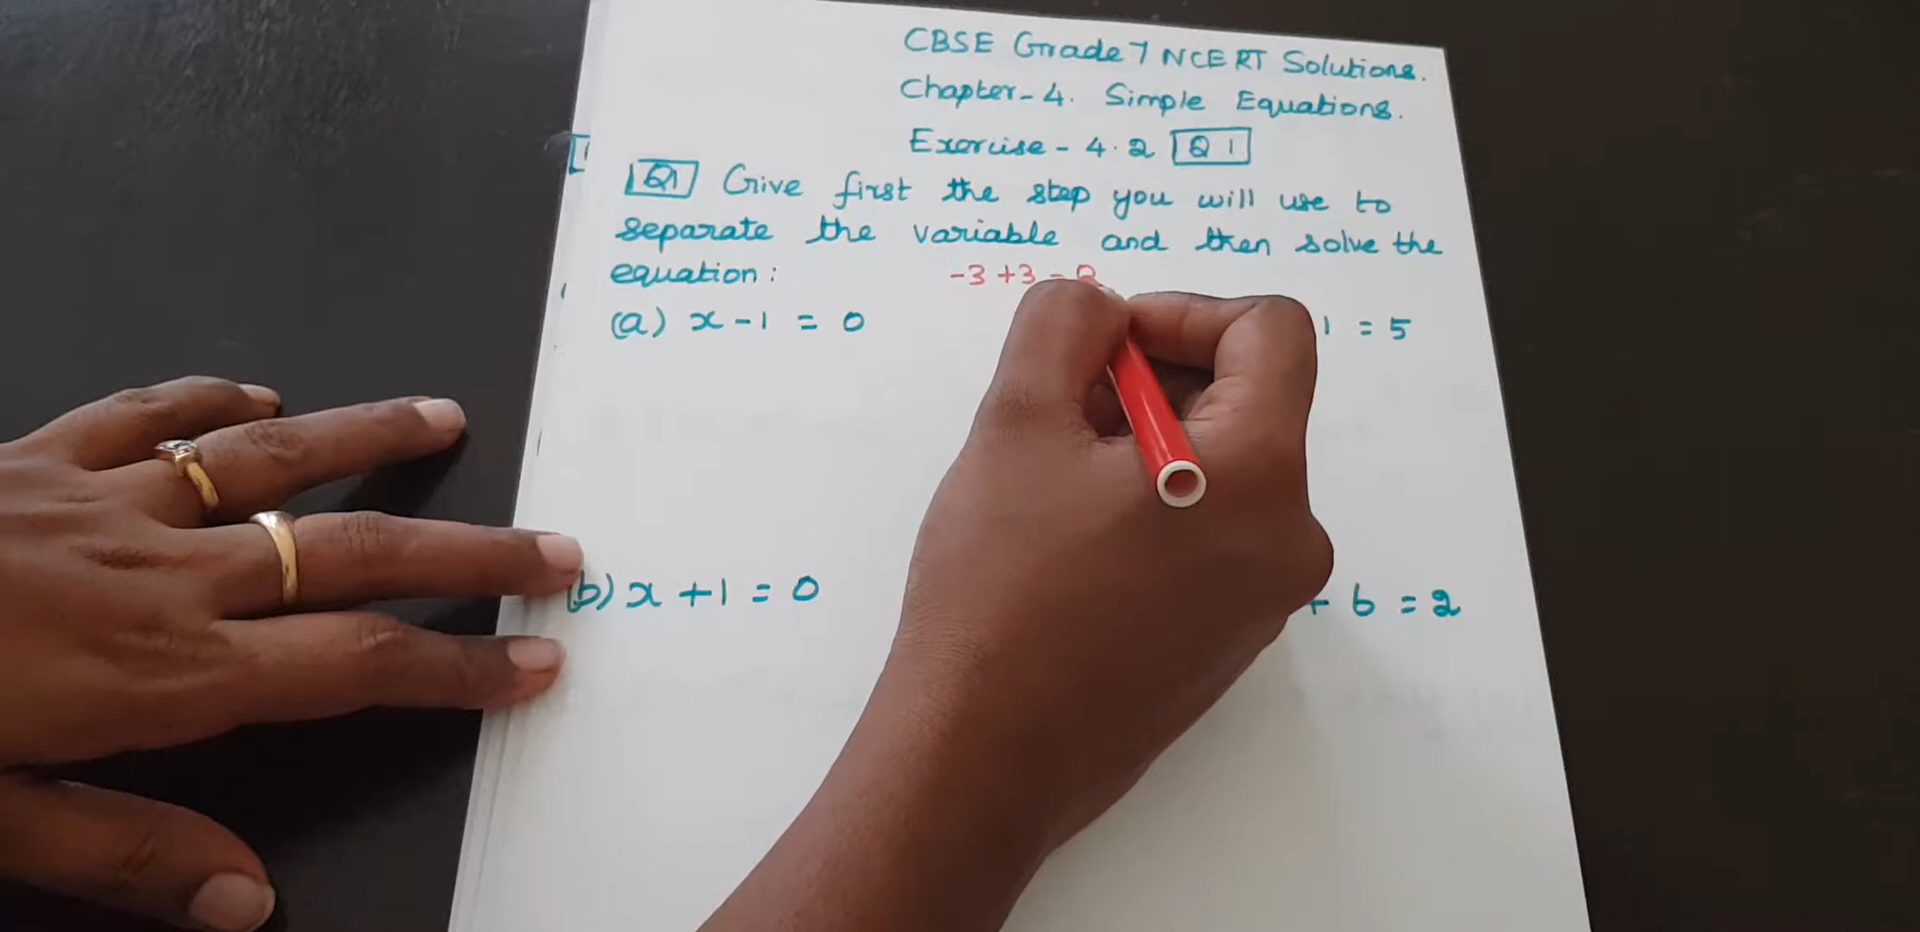 CBSE Grade 7 NCERT Solutions.
Chapter-4. Simple Equations.
Exercise - 4.2 Q1
Q1 Give first the step you will use to
separate the variable and then solve the
equation:
-3 +3 =
(a) x - 1 = 0
1 = 5
(b) x + 1 = 0
+ 6 = 2